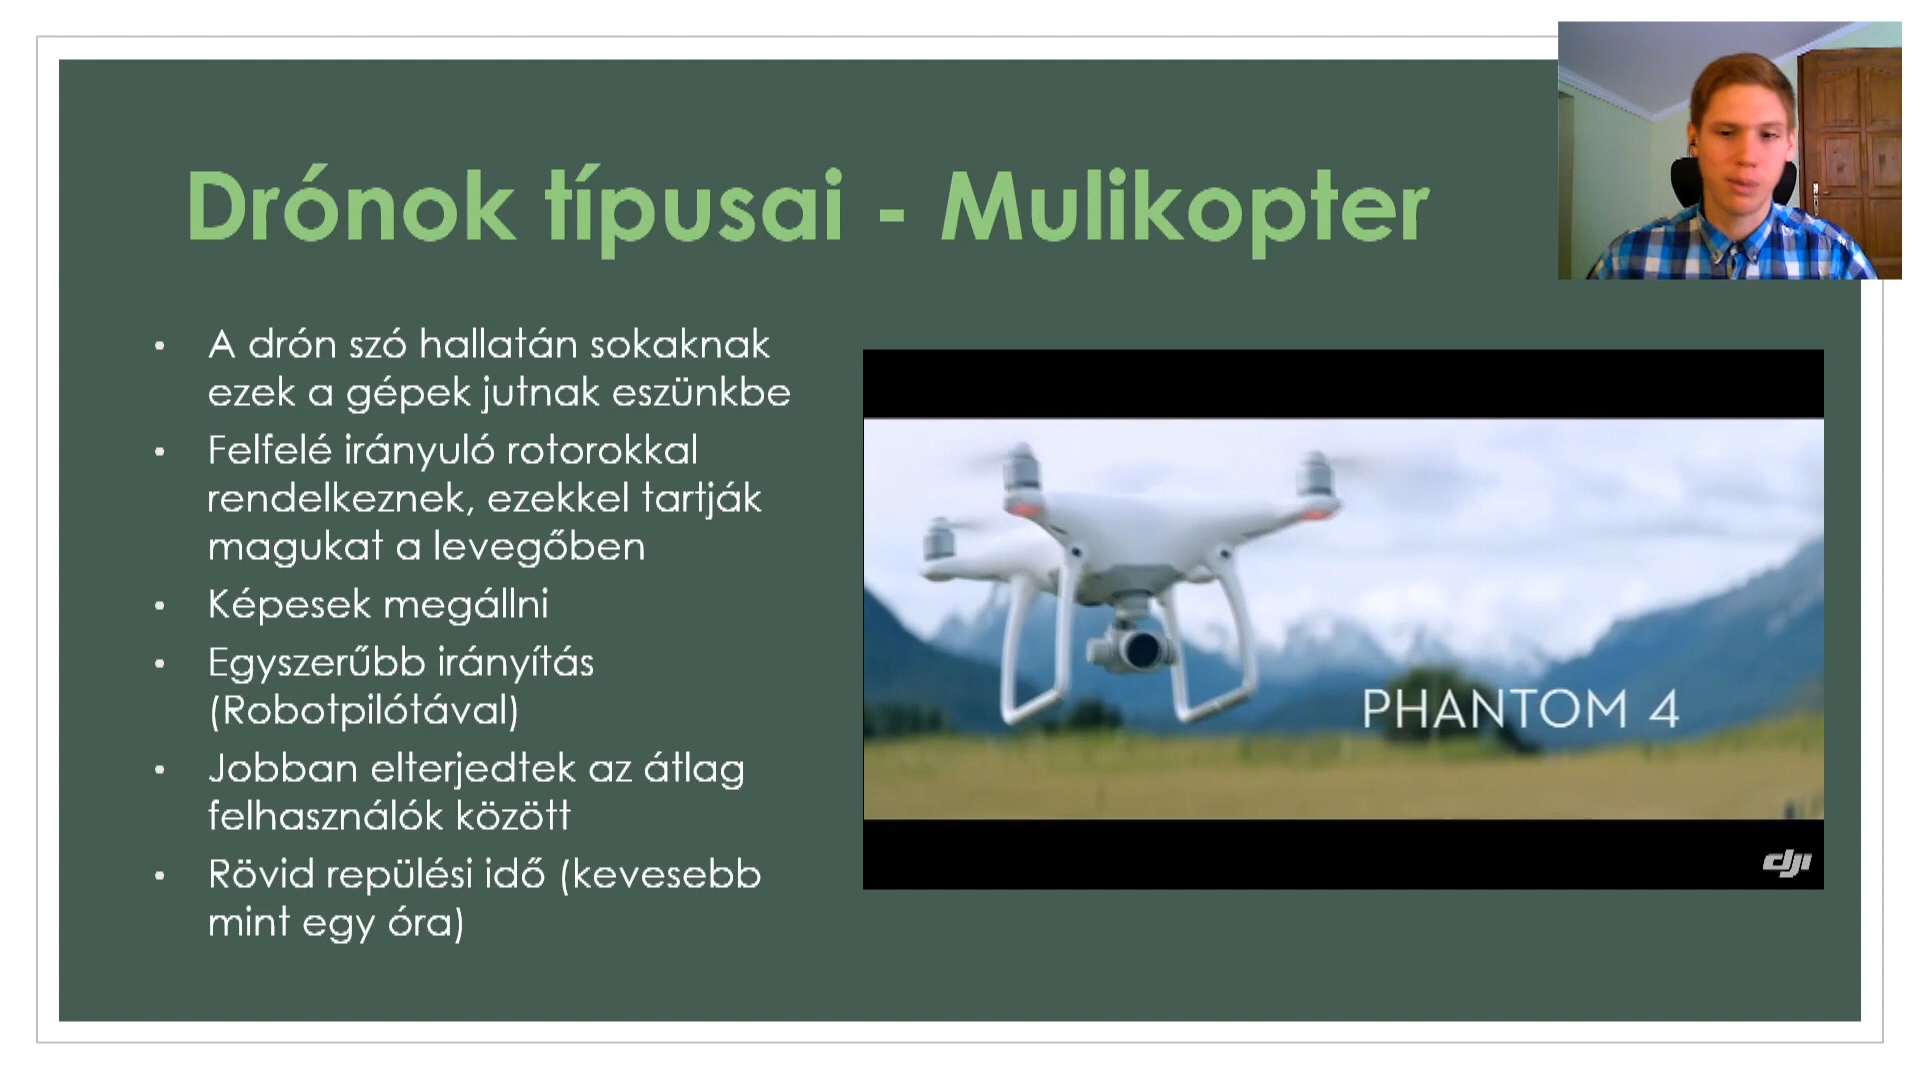 Drónok típusai - Mulikopter
• A drón szó hallatán sokaknak
ezek a gépek jutnak eszünkbe
• Felfelé irányuló rotorokkal
rendelkeznek, ezekkel tartják
magukat a levegőben
• Képesek megállni
• Egyszerűbb irányítás
(Robotpilótával)
• Jobban elterjedtek az átlag
felhasználók között
• Rövid repülési idő (kevesebb
mint egy óra)
PHANTOM 4
dji